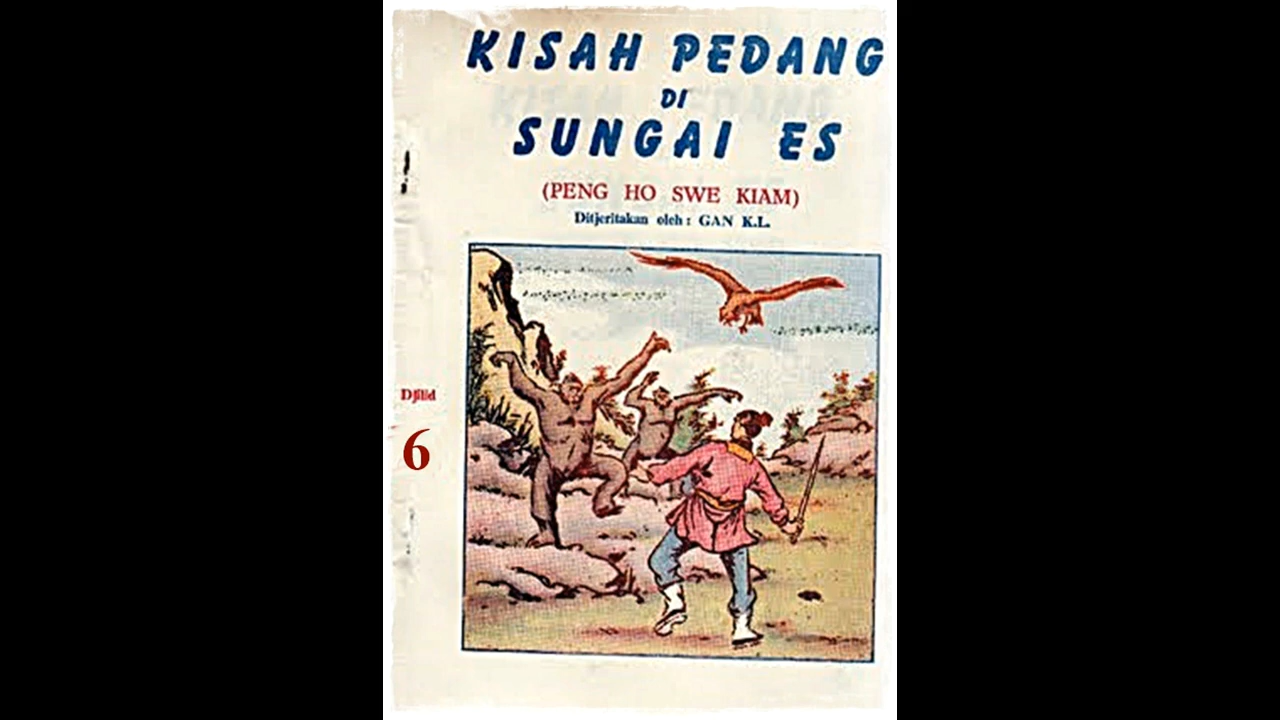 KISAH PEDANG
DI
SUNGAI ES
(PENG HO SWE KIAM)
Ditjeritakan oleh : GAN K.L.
Djilid
6